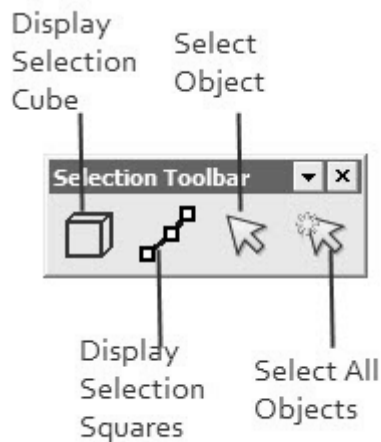 Display
Selection
Cube
Select
Object
Selection Toolbar
Display
Selection
Squares
Select All
Objects